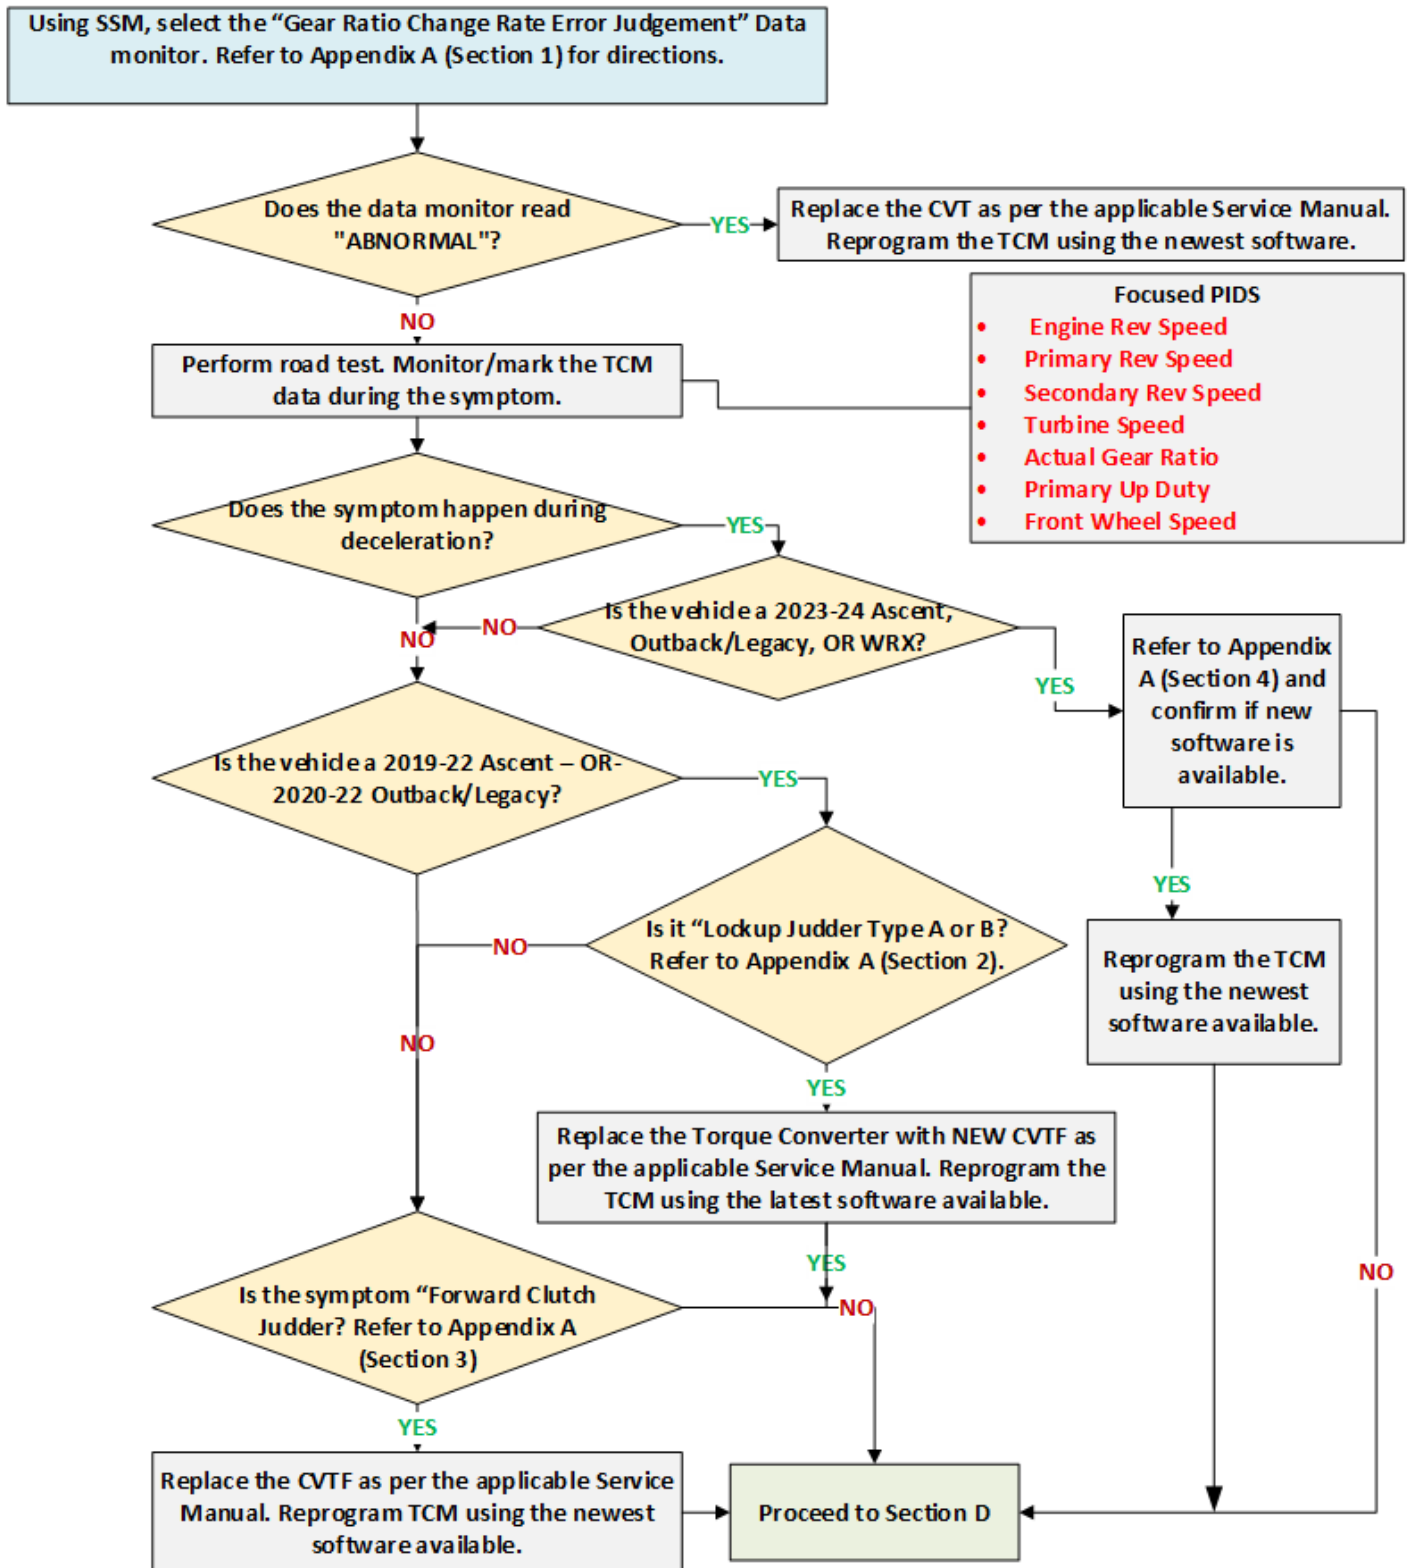 Using SSM, select the “Gear Ratio Change Rate Error Judgement” Data
monitor. Refer to Appendix A (Section 1) for directions.
Does the data monitor read
"ABNORMAL"?
YES
Replace the CVT as per the applicable Service Manual.
Reprogram the TCM using the newest software.
NO
Focused PIDS
• Engine Rev Speed
• Primary Rev Speed
• Secondary Rev Speed
• Turbine Speed
• Actual Gear Ratio
• Primary Up Duty
• Front Wheel Speed
Perform road test. Monitor/mark the TCM
data during the symptom.
Does the symptom happen during
deceleration?
YES
Is the vehicle a 2023-24 Ascent,
Outback/Legacy, OR WRX?
NO
NO
YES
Refer to Appendix
A (Section 4) and
confirm if new
software is
available.
Is the vehicle a 2019-22 Ascent – OR-
2020-22 Outback/Legacy?
YES
YES
Is it “Lockup Judder Type A or B?
Refer to Appendix A (Section 2).
NO
Reprogram the TCM
using the newest
software available.
NO
YES
Replace the Torque Converter with NEW CVTF as
per the applicable Service Manual. Reprogram the
TCM using the latest software available.
YES
NO
Is the symptom “Forward Clutch
Judder? Refer to Appendix A
(Section 3)
NO
YES
Replace the CVTF as per the applicable Service
Manual. Reprogram TCM using the newest
software available.
Proceed to Section D